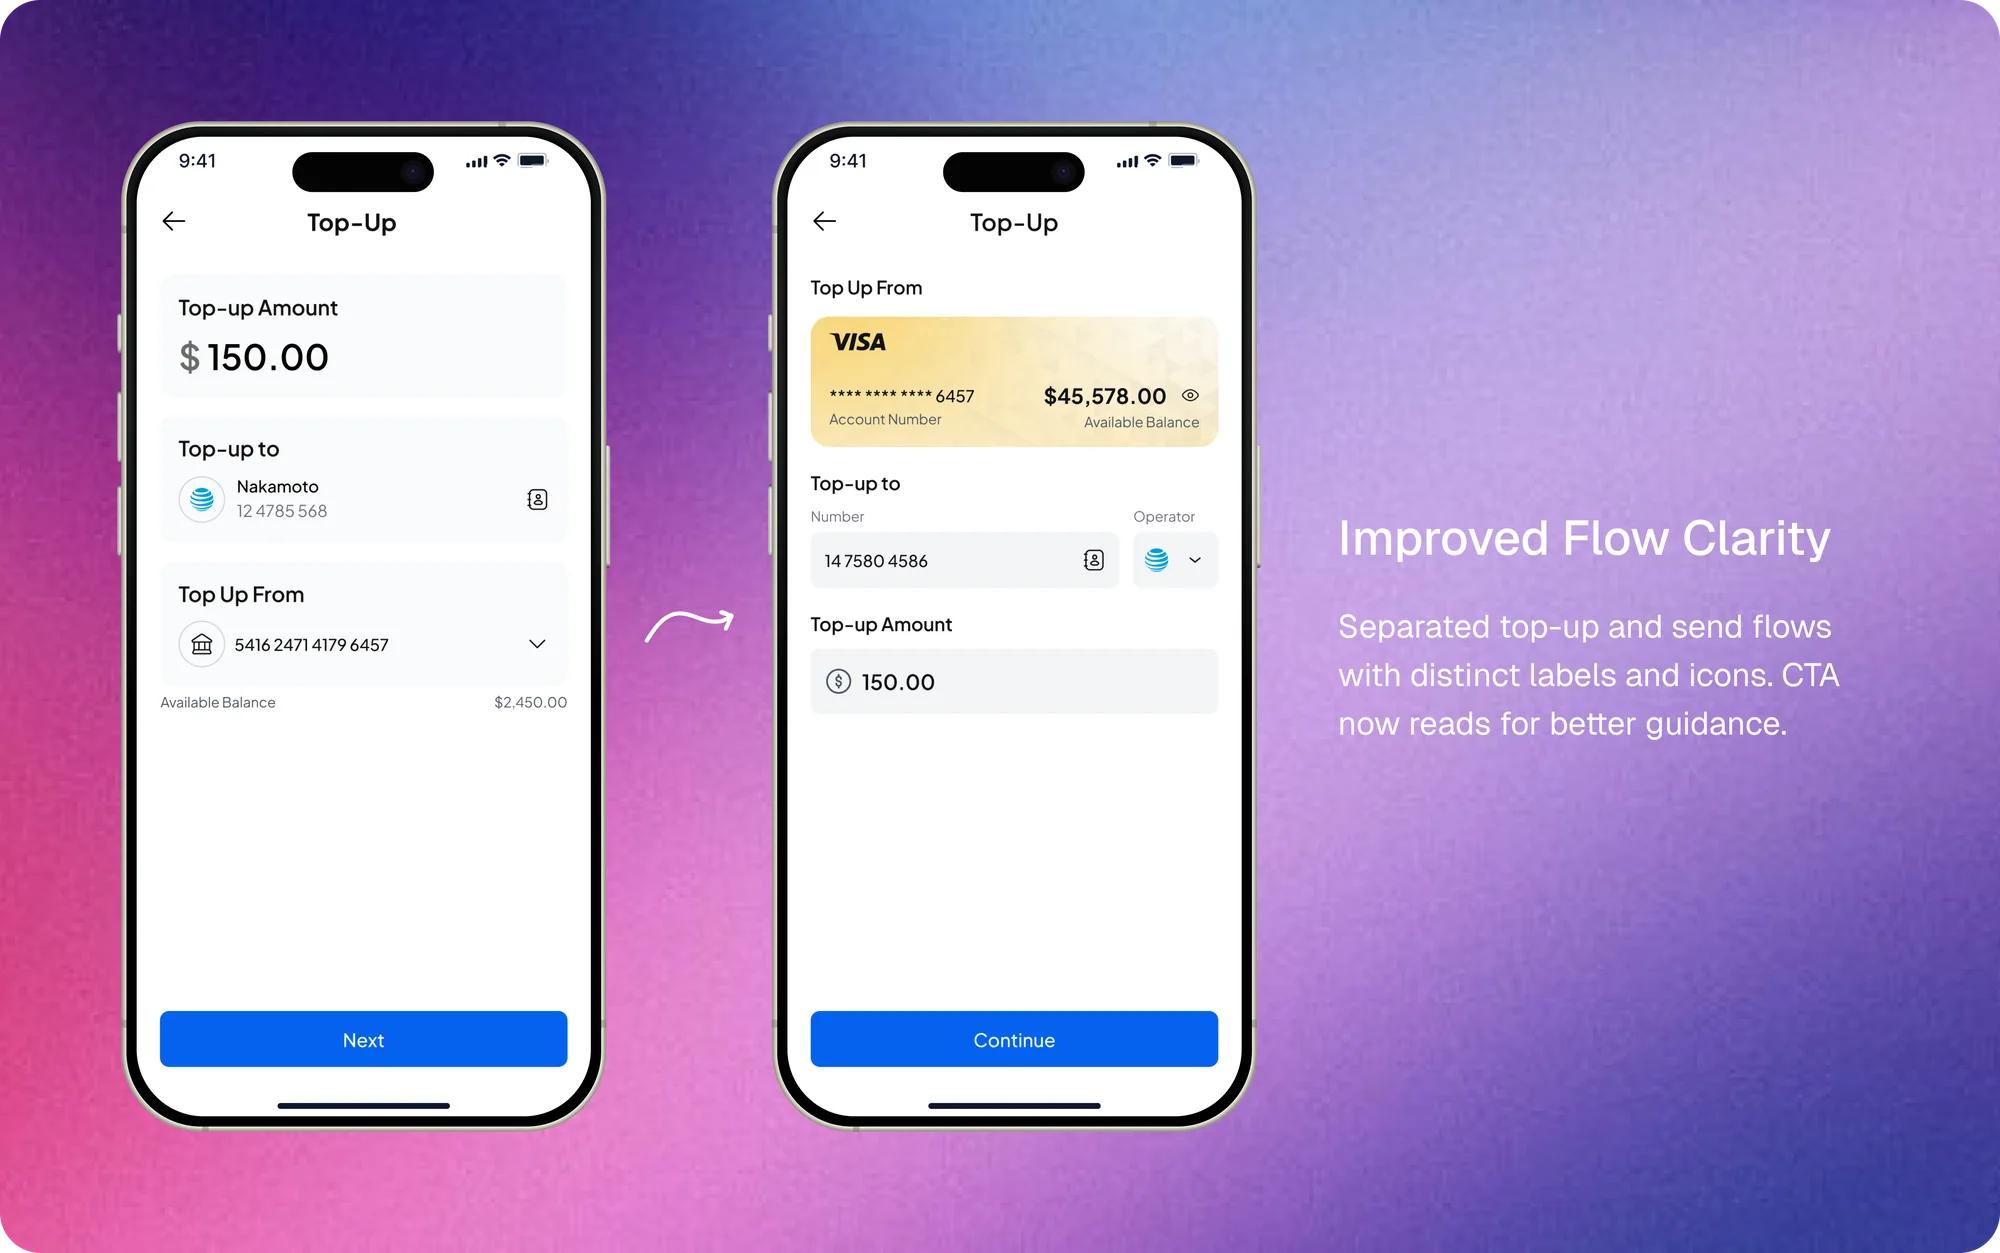 9:41
Top-Up
Top-up Amount
$ 150.00
Top-up to
Nakamoto
12 4785 568
Top Up From
5416 2471 4179 6457
Available Balance $2,450.00
Next
9:41
Top-Up
Top Up From
VISA
**** **** **** 6457 $45,578.00
Account Number Available Balance
Top-up to
Number Operator
14 7580 4586
Top-up Amount
$ 150.00
Continue
Improved Flow Clarity
Separated top-up and send flows
with distinct labels and icons. CTA
now reads for better guidance.